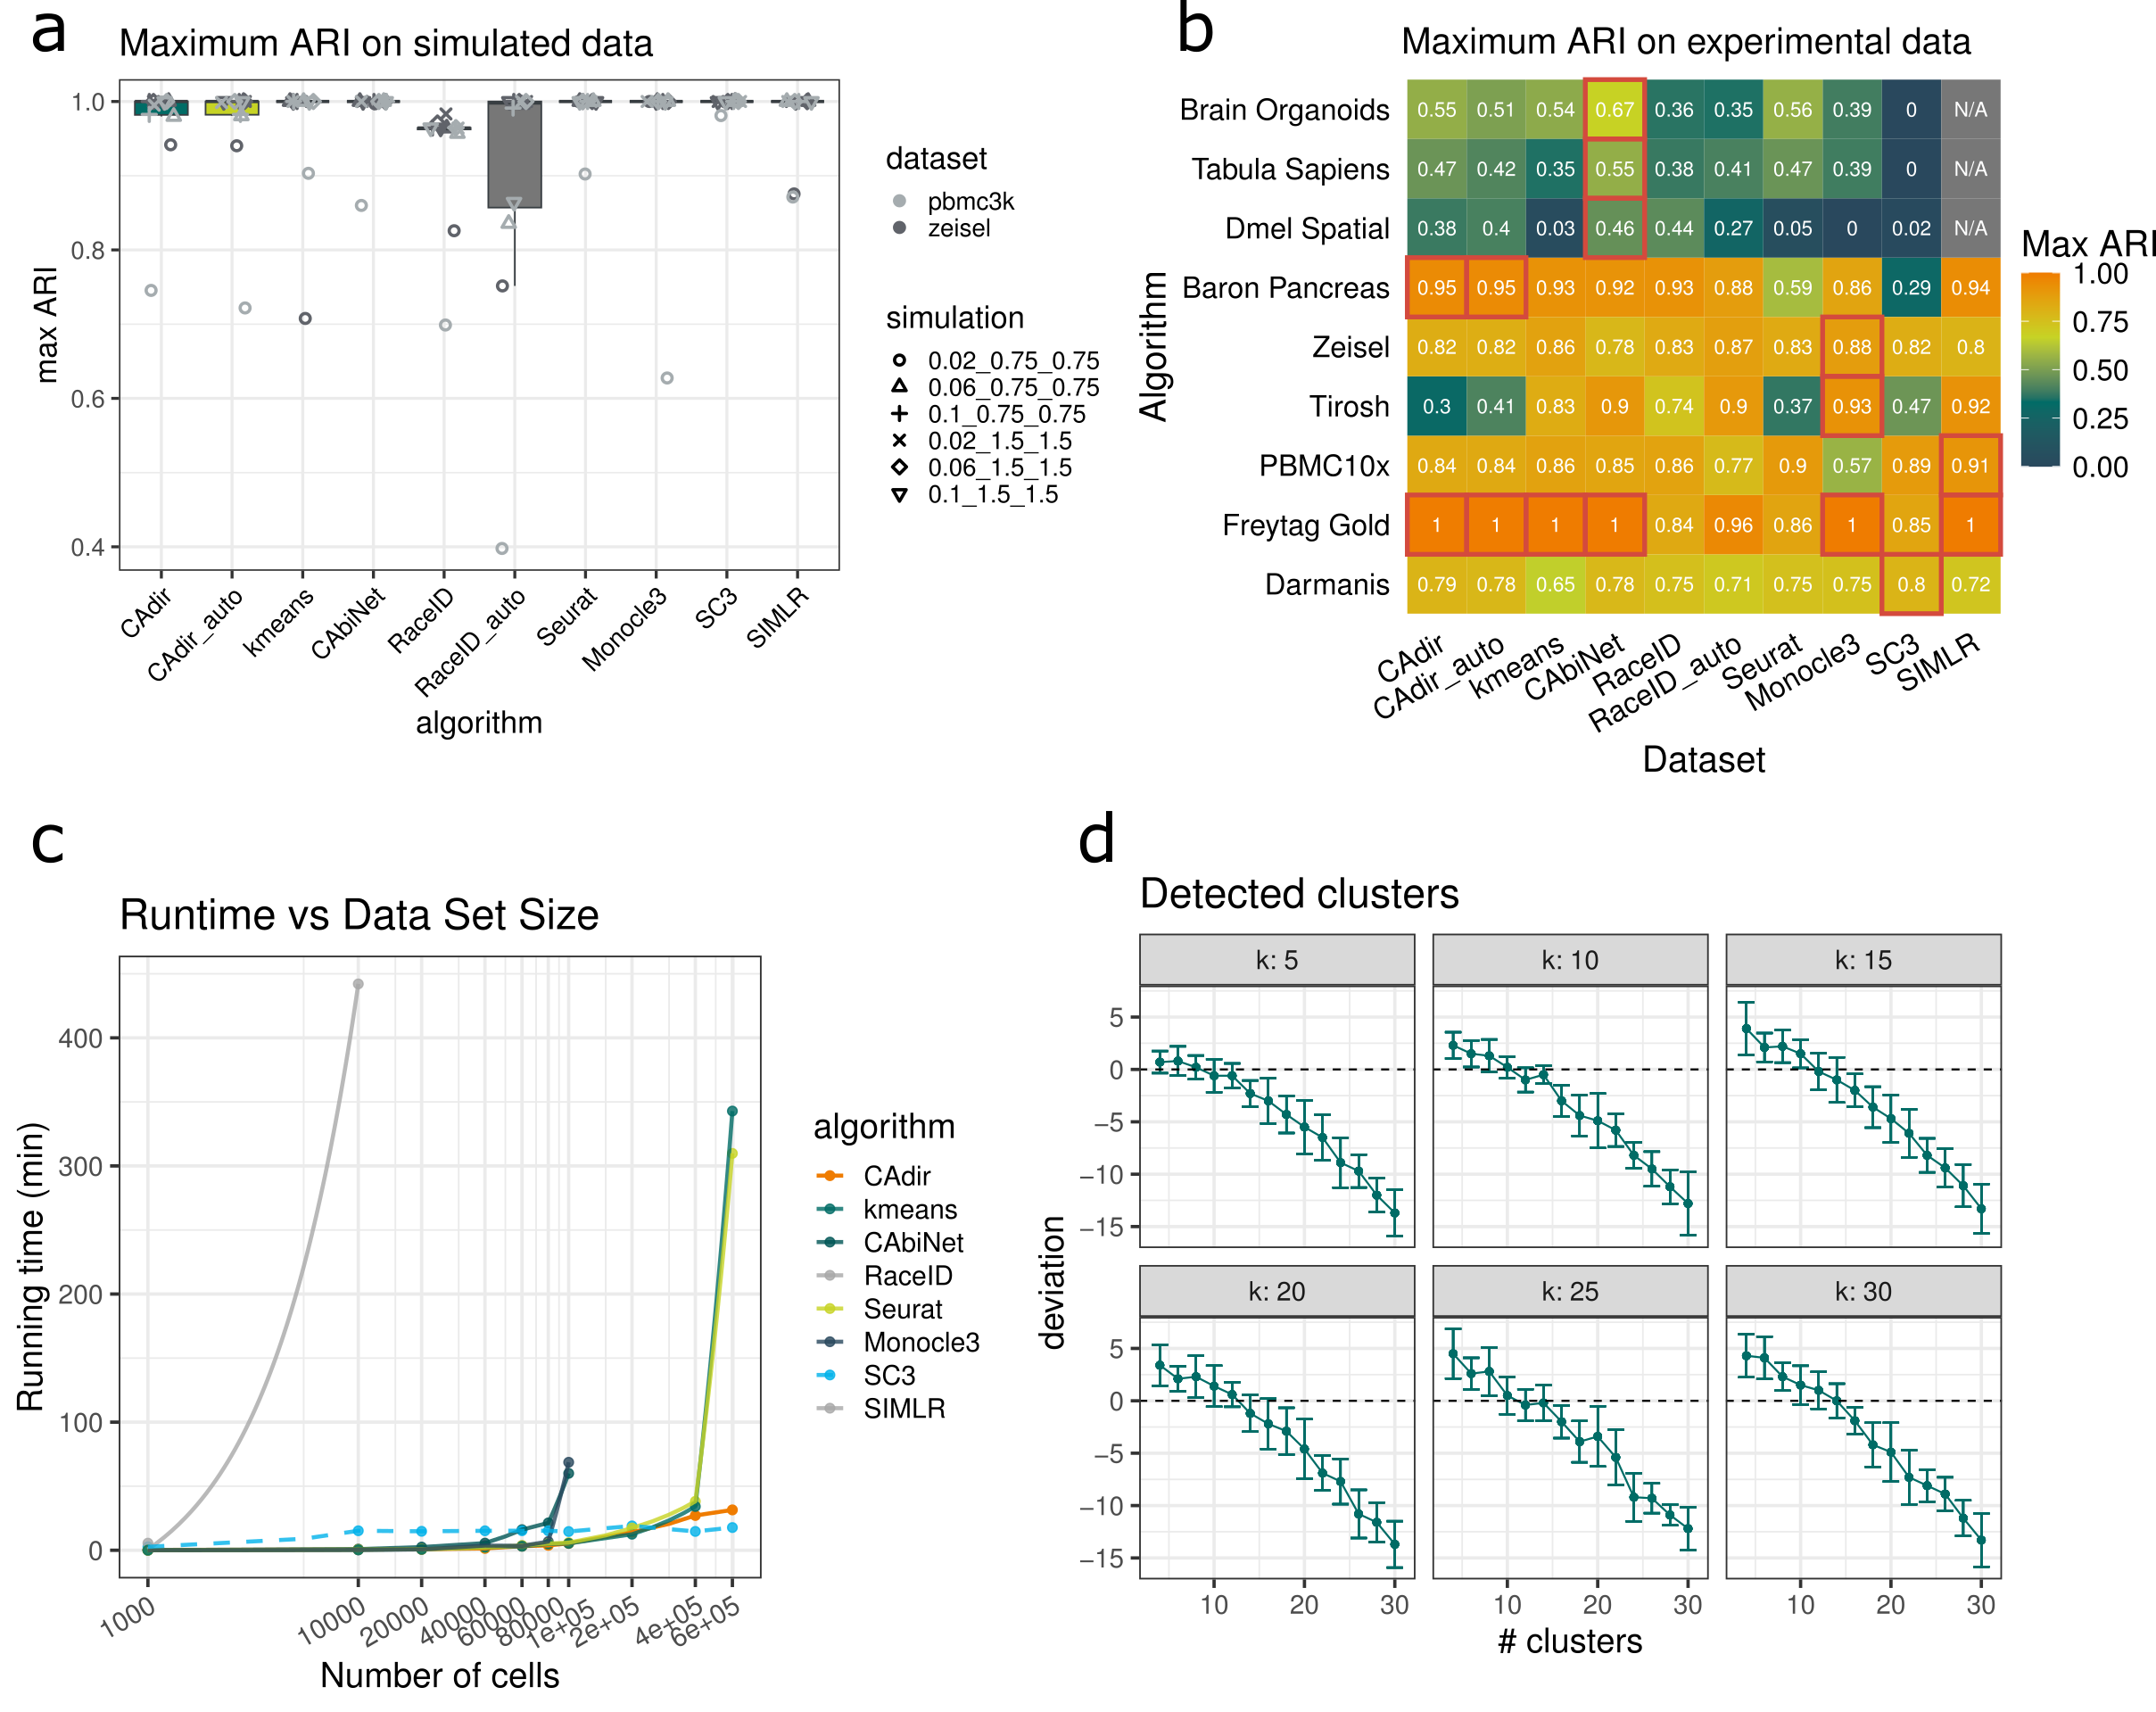 a
Maximum ARI on simulated data
1.0
0.8
0.6
0.4
max ARI
CAdir
CAdir_auto
kmeans
CAbiNet
RaceID
RaceID_auto
Seurat
Monocle3
SC3
SIMLR
algorithm
dataset
pbmc3k
zeisel
simulation
0.02_0.75_0.75
0.06_0.75_0.75
0.1_0.75_0.75
0.02_1.5_1.5
0.06_1.5_1.5
0.1_1.5_1.5
b
Maximum ARI on experimental data
Algorithm
Brain Organoids 0.55 0.51 0.54 0.67 0.36 0.35 0.56 0.39 0 N/A
Tabula Sapiens 0.47 0.42 0.35 0.55 0.38 0.41 0.47 0.39 0 N/A
Dmel Spatial 0.38 0.4 0.03 0.46 0.44 0.27 0.05 0 0.02 N/A
Baron Pancreas 0.95 0.95 0.93 0.92 0.93 0.88 0.59 0.86 0.29 0.94
Zeisel 0.82 0.82 0.86 0.78 0.83 0.87 0.83 0.88 0.82 0.8
Tirosh 0.3 0.41 0.83 0.9 0.74 0.9 0.37 0.93 0.47 0.92
PBMC10x 0.84 0.84 0.86 0.85 0.86 0.77 0.9 0.57 0.89 0.91
Freytag Gold 1 1 1 1 0.84 0.96 0.86 1 0.85 1
Darmanis 0.79 0.78 0.65 0.78 0.75 0.71 0.75 0.75 0.8 0.72
CAdir
CAdir_auto
kmeans
CAbiNet
RaceID
RaceID_auto
Seurat
Monocle3
SC3
SIMLR
Dataset
Max ARI
1.00
0.75
0.50
0.25
0.00
c
Runtime vs Data Set Size
Running time (min)
400
300
200
100
0
1000
10000
20000
40000
60000
80000
1e+05
2e+05
4e+05
6e+05
Number of cells
algorithm
CAdir
kmeans
CAbiNet
RaceID
Seurat
Monocle3
SC3
SIMLR
d
Detected clusters
deviation
k: 5
k: 10
k: 15
5
0
−5
−10
−15
k: 20
k: 25
k: 30
5
0
−5
−10
−15
10 20 30
10 20 30
10 20 30
# clusters